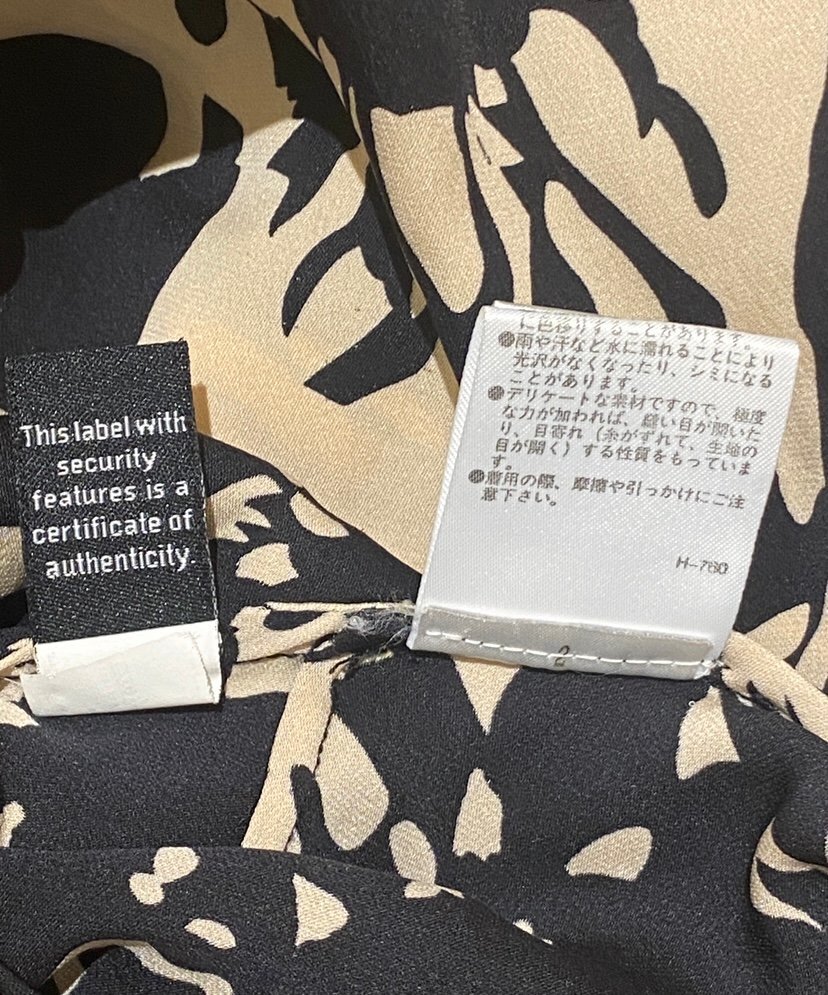 This label with
security
features is a
certificate of
authenticity.
に色移りすることがあります。
●雨や汗など水に濡れることにより
光沢がなくなったり、シミになる
ことがあります。
●デリケートな素材ですので、極度
な力が加われば、縫い目が開いた
り、目寄れ（糸がずれて、生地の
目が開く）する性質をもっていま
す。
●着用の際、摩擦や引っかけにご注
意下さい。
H-780